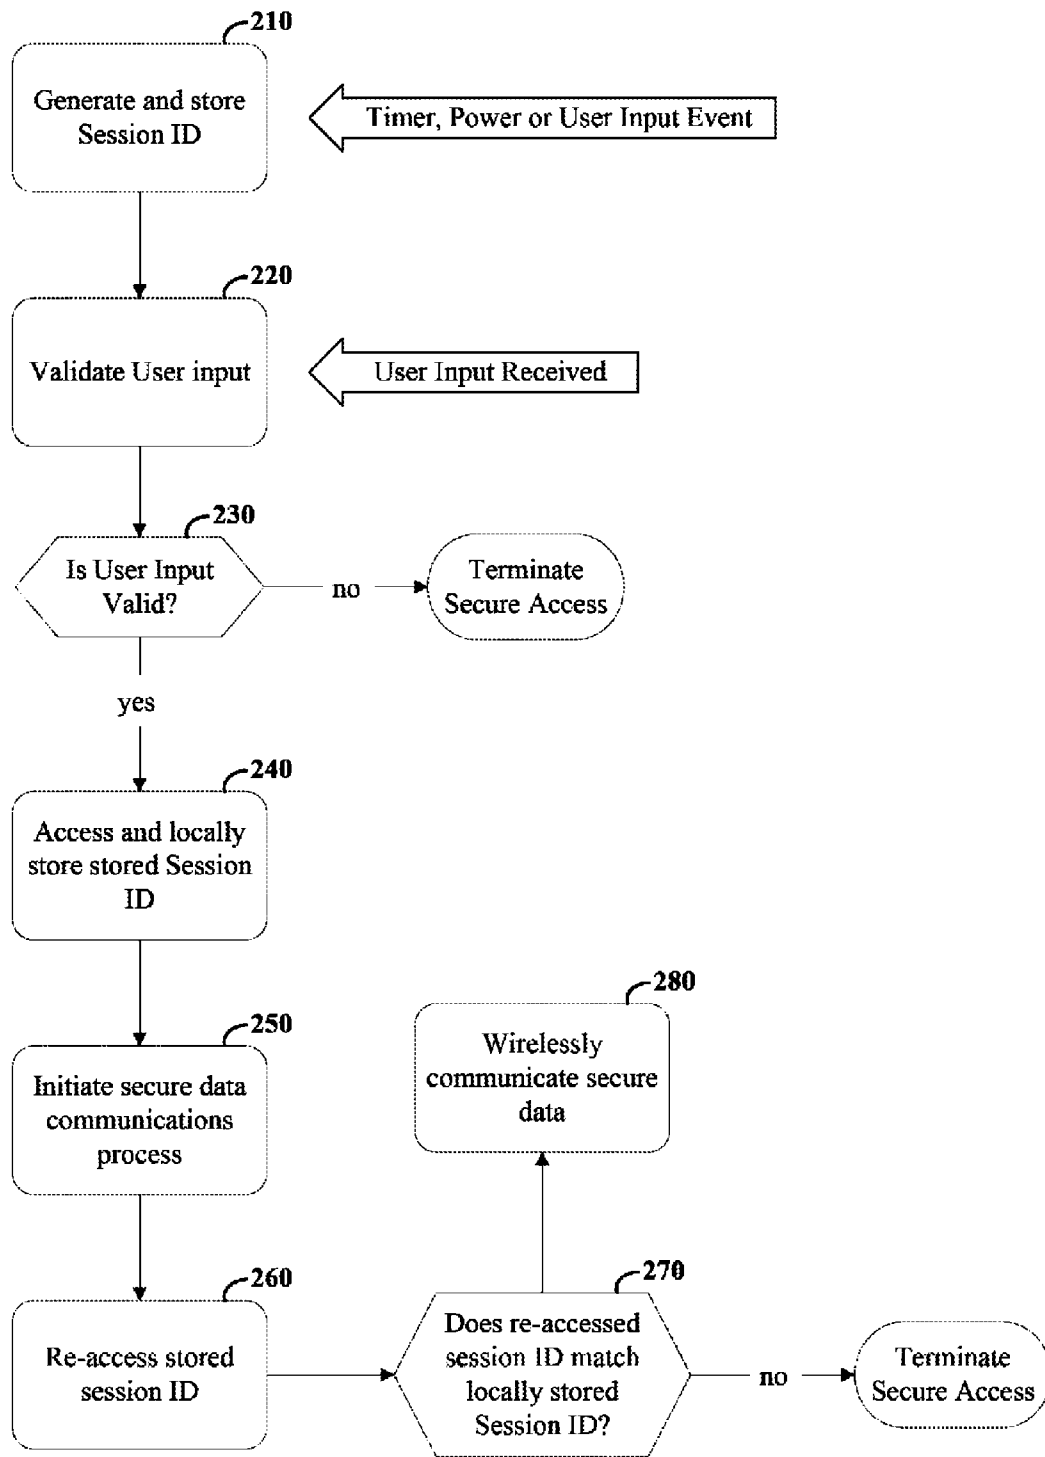 210
Generate and store
Session ID
Timer, Power or User Input Event
220
Validate User input
User Input Received
230
Is User Input
Valid?
no
Terminate
Secure Access
yes
240
Access and locally
store stored Session
ID
250
Initiate secure data
communications
process
280
Wirelessly
communicate secure
data
260
Re-access stored
session ID
270
Does re-accessed
session ID match
locally stored
Session ID?
no
Terminate
Secure Access